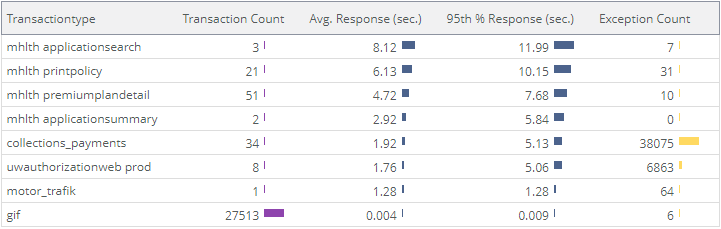 Transactiontype Transaction Count Avg. Response (sec.) 95th % Response (sec.) Exception Count
mhlth applicationsearch 3 8.12 11.99 7
mhlth printpolicy 21 6.13 10.15 31
mhlth premiumplandetail 51 4.72 7.68 10
mhlth applicationsummary 2 2.92 5.84 0
collections_payments 34 1.92 5.13 38075
uwauthorizationweb prod 8 1.76 5.06 6863
motor_trafik 1 1.28 1.28 64
gif 27513 0.004 0.009 6